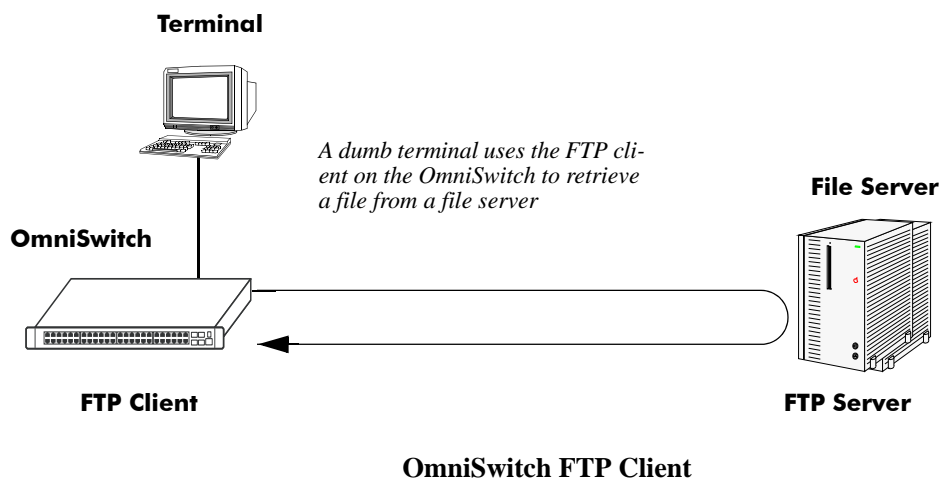 Terminal
A dumb terminal uses the FTP cli-
ent on the OmniSwitch to retrieve
a file from a file server
File Server
OmniSwitch
FTP Client
FTP Server
OmniSwitch FTP Client